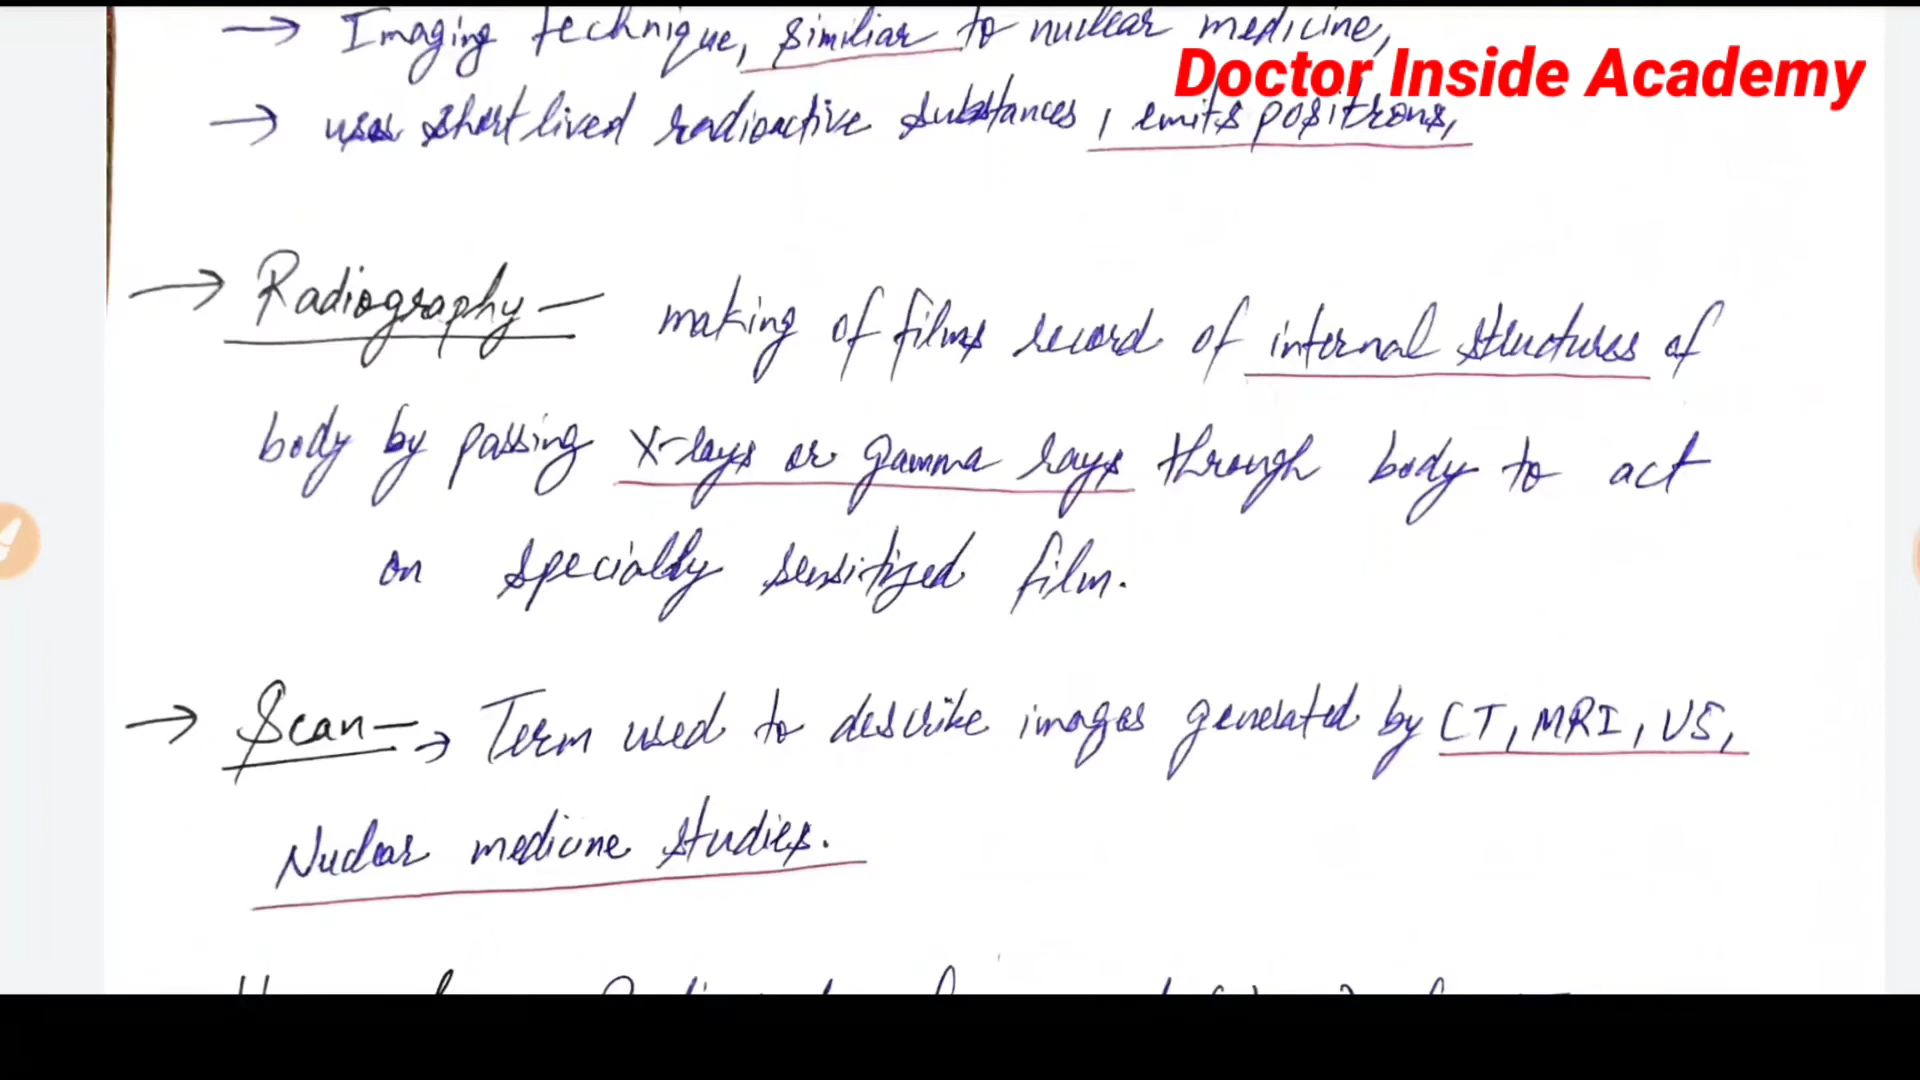 → Imaging technique, similiar to nuclear medicine,
Doctor Inside Academy
→ uses short lived radioactive substances, emits positrons,
→ Radiography - making of films record of internal structures of
body by passing X-rays or gamma rays through body to act
on specially sensitized film.
→ Scan - → Term used to describe images generated by CT, MRI, US,
Nuclear medicine studies.